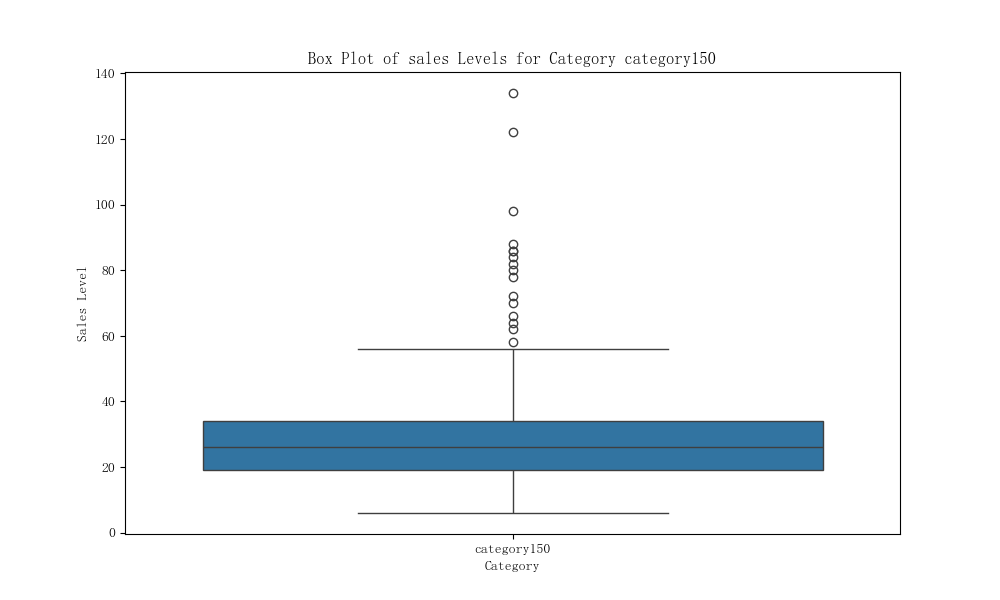 Box Plot of sales Levels for Category category150
140
120
100
80
60
40
20
0
Sales Level
category150
Category